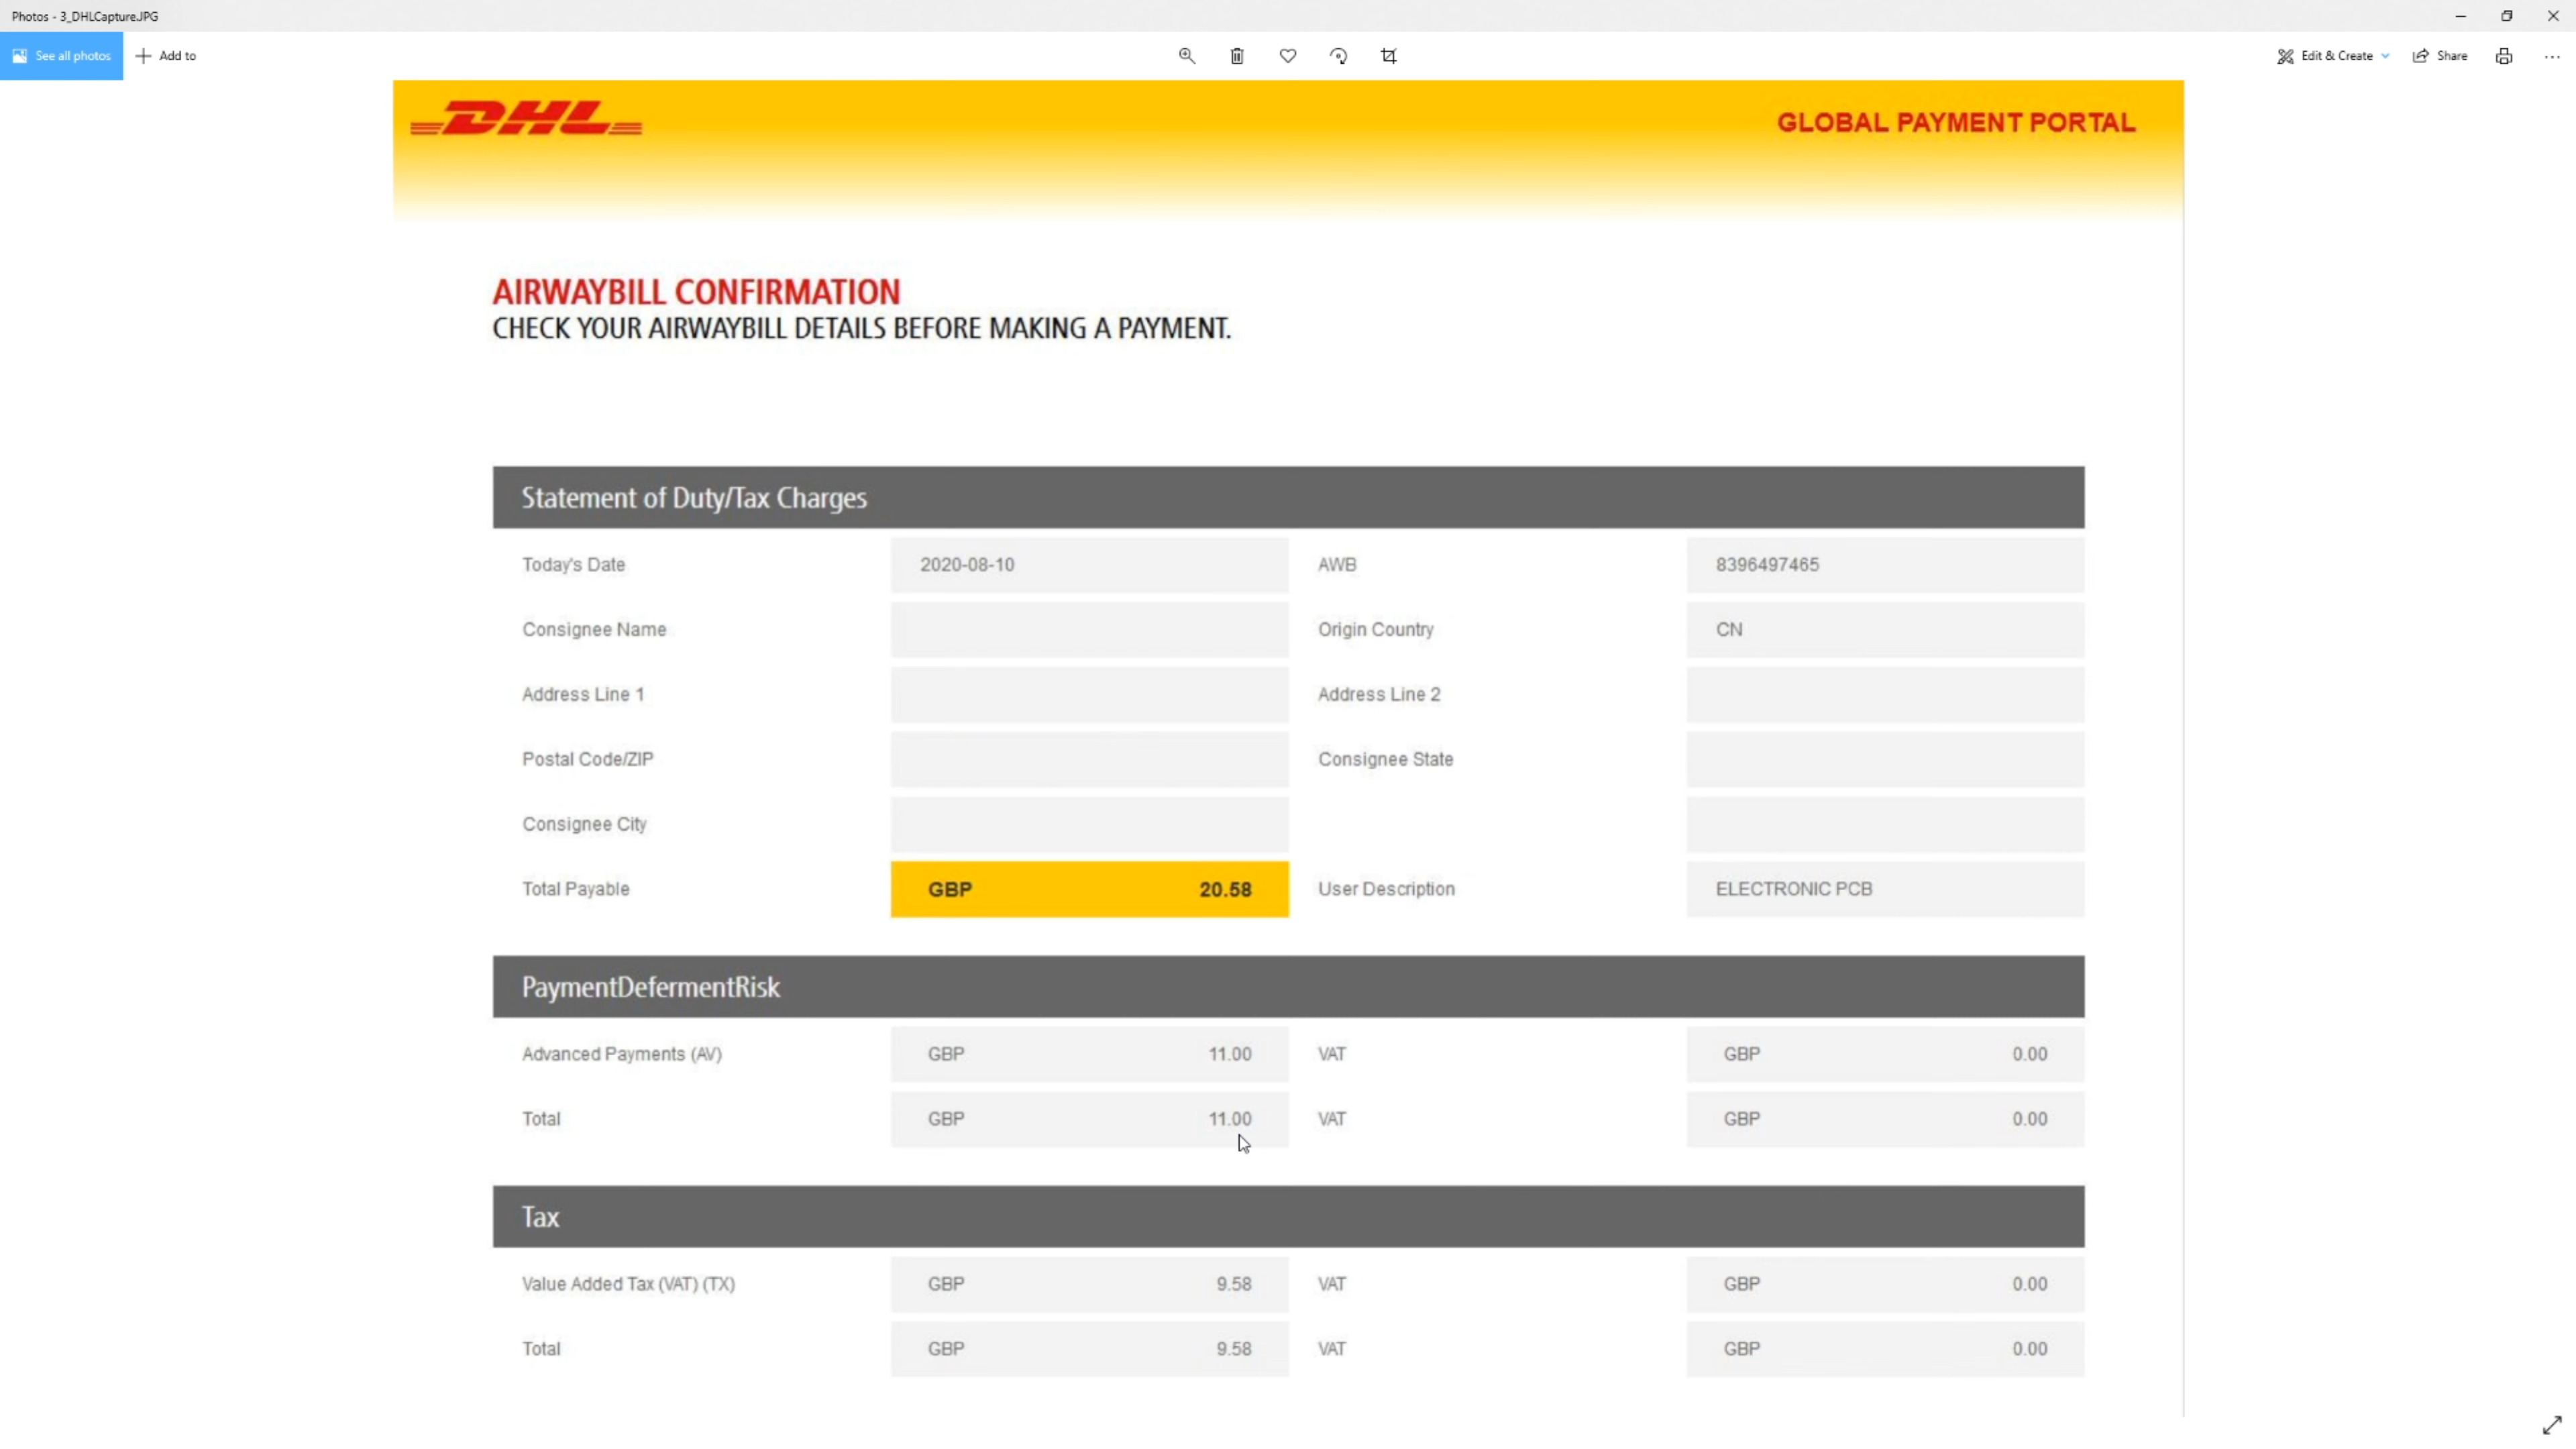 Photos - 3_DHLCapture.JPG
See all photos
Add to
Edit & Create
Share
DHL
GLOBAL PAYMENT PORTAL
AIRWAYBILL CONFIRMATION
CHECK YOUR AIRWAYBILL DETAILS BEFORE MAKING A PAYMENT.
Statement of Duty/Tax Charges
Today's Date 2020-08-10 AWB 8396497465
Consignee Name Origin Country CN
Address Line 1 Address Line 2
Postal Code/ZIP Consignee State
Consignee City
Total Payable GBP 20.58 User Description ELECTRONIC PCB
PaymentDefermentRisk
Advanced Payments (AV) GBP 11.00 VAT GBP 0.00
Total GBP 11.00 VAT GBP 0.00
Tax
Value Added Tax (VAT) (TX) GBP 9.58 VAT GBP 0.00
Total GBP 9.58 VAT GBP 0.00